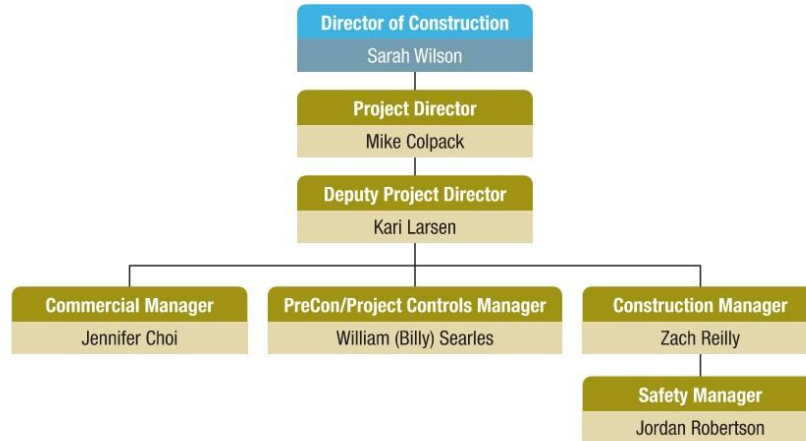 Director of Construction
Sarah Wilson
Project Director
Mike Colpack
Deputy Project Director
Kari Larsen
Commercial Manager
Jennifer Choi
PreCon/Project Controls Manager
William (Billy) Searles
Construction Manager
Zach Reilly
Safety Manager
Jordan Robertson